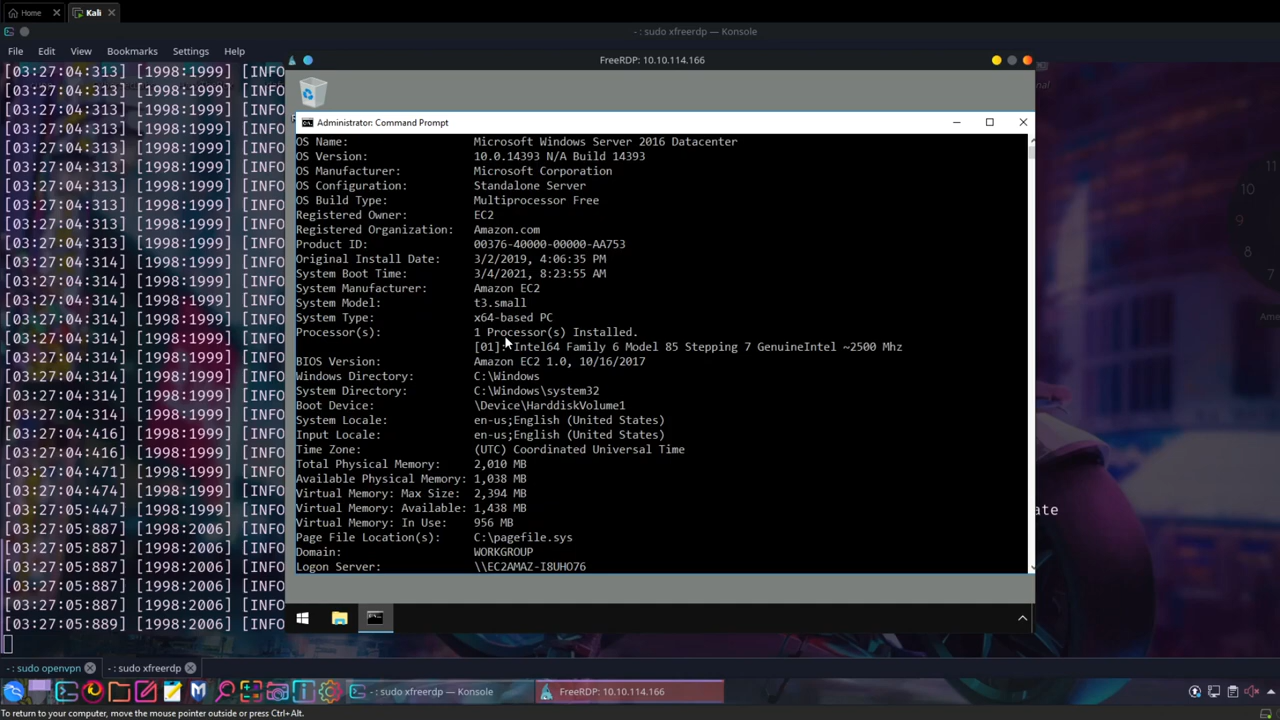 Home
Kali
- : sudo xfreerdp — Konsole
File Edit View Bookmarks Settings Help
FreeRDP: 10.10.114.166
[03:27:04:313] [1998:1999] [INFO
[03:27:04:313] [1998:1999] [INFO
[03:27:04:313] [1998:1999] [INFO
[03:27:04:313] [1998:1999] [INFO
[03:27:04:313] [1998:1999] [INFO
[03:27:04:313] [1998:1999] [INFO
[03:27:04:313] [1998:1999] [INFO
[03:27:04:313] [1998:1999] [INFO
[03:27:04:313] [1998:1999] [INFO
[03:27:04:314] [1998:1999] [INFO
[03:27:04:314] [1998:1999] [INFO
[03:27:04:314] [1998:1999] [INFO
[03:27:04:314] [1998:1999] [INFO
[03:27:04:314] [1998:1999] [INFO
[03:27:04:314] [1998:1999] [INFO
[03:27:04:314] [1998:1999] [INFO
[03:27:04:314] [1998:1999] [INFO
[03:27:04:314] [1998:1999] [INFO
[03:27:04:314] [1998:1999] [INFO
[03:27:04:416] [1998:1999] [INFO
[03:27:04:416] [1998:1999] [INFO
[03:27:04:471] [1998:1999] [INFO
[03:27:04:474] [1998:1999] [INFO
[03:27:05:447] [1998:1999] [INFO
[03:27:05:887] [1998:2006] [INFO
[03:27:05:887] [1998:2006] [INFO
[03:27:05:887] [1998:2006] [INFO
[03:27:05:887] [1998:2006] [INFO
[03:27:05:887] [1998:2006] [INFO
[03:27:05:889] [1998:2006] [INFO
Administrator: Command Prompt
OS Name: Microsoft Windows Server 2016 Datacenter
OS Version: 10.0.14393 N/A Build 14393
OS Manufacturer: Microsoft Corporation
OS Configuration: Standalone Server
OS Build Type: Multiprocessor Free
Registered Owner: EC2
Registered Organization: Amazon.com
Product ID: 00376-40000-00000-AA753
Original Install Date: 3/2/2019, 4:06:35 PM
System Boot Time: 3/4/2021, 8:23:55 AM
System Manufacturer: Amazon EC2
System Model: t3.small
System Type: x64-based PC
Processor(s): 1 Processor(s) Installed.
[01]: Intel64 Family 6 Model 85 Stepping 7 GenuineIntel ~2500 Mhz
BIOS Version: Amazon EC2 1.0, 10/16/2017
Windows Directory: C:\Windows
System Directory: C:\Windows\system32
Boot Device: \Device\HarddiskVolume1
System Locale: en-us;English (United States)
Input Locale: en-us;English (United States)
Time Zone: (UTC) Coordinated Universal Time
Total Physical Memory: 2,010 MB
Available Physical Memory: 1,038 MB
Virtual Memory: Max Size: 2,394 MB
Virtual Memory: Available: 1,438 MB
Virtual Memory: In Use: 956 MB
Page File Location(s): C:\pagefile.sys
Domain: WORKGROUP
Logon Server: \\EC2AMAZ-I8UHO76
11
10
9
8
7
Ame
ate
- : sudo openvpn
- : sudo xfreerdp
- : sudo xfreerdp — Konsole
FreeRDP: 10.10.114.166
To return to your computer, move the mouse pointer outside or press Ctrl+Alt.